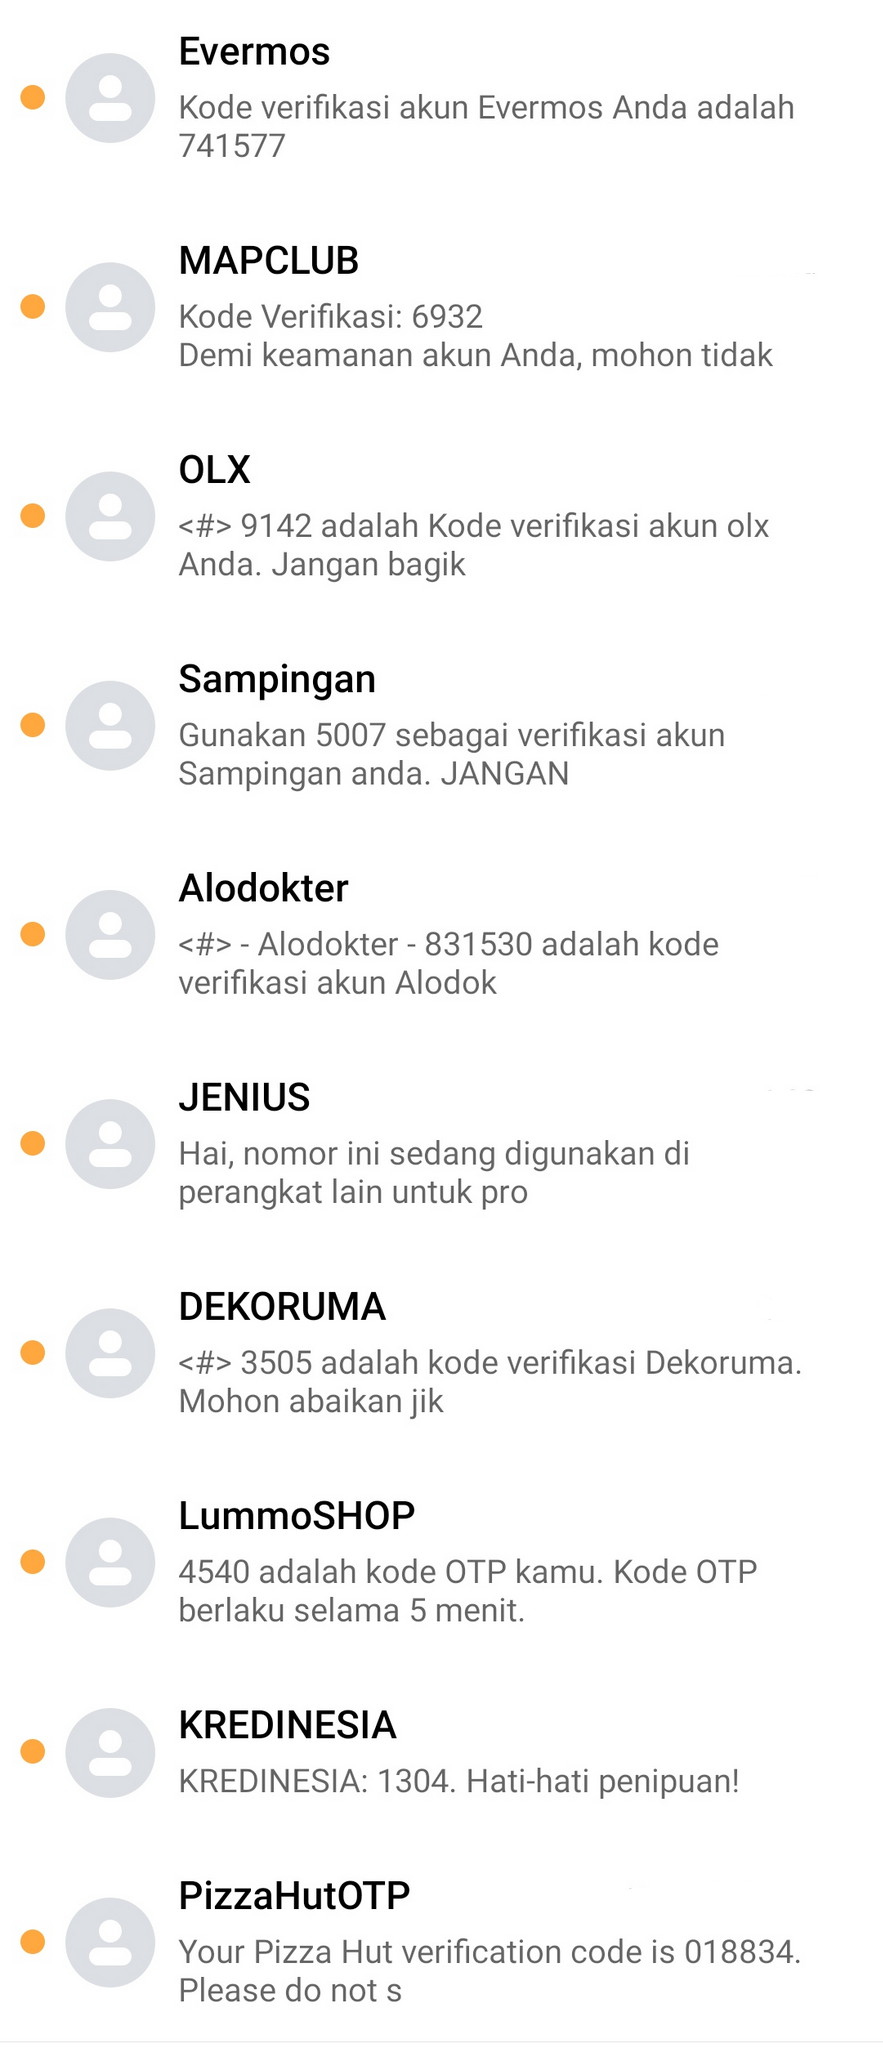 Evermos
Kode verifikasi akun Evermos Anda adalah
741577
MAPCLUB
Kode Verifikasi: 6932
Demi keamanan akun Anda, mohon tidak
OLX
<#> 9142 adalah Kode verifikasi akun olx
Anda. Jangan bagik
Sampingan
Gunakan 5007 sebagai verifikasi akun
Sampingan anda. JANGAN
Alodokter
<#> - Alodokter - 831530 adalah kode
verifikasi akun Alodok
JENIUS
Hai, nomor ini sedang digunakan di
perangkat lain untuk pro
DEKORUMA
<#> 3505 adalah kode verifikasi Dekoruma.
Mohon abaikan jik
LummoSHOP
4540 adalah kode OTP kamu. Kode OTP
berlaku selama 5 menit.
KREDINESIA
KREDINESIA: 1304. Hati-hati penipuan!
PizzaHutOTP
Your Pizza Hut verification code is 018834.
Please do not s